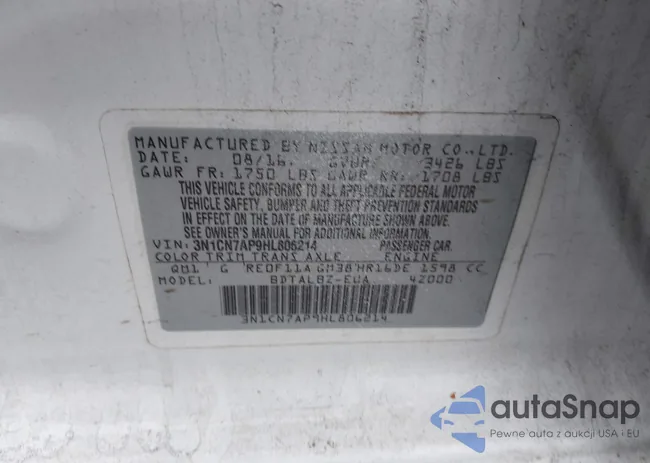 MANUFACTURED BY NISSAN MOTOR CO.,LTD.
DATE: 08/16 GVWR: 3426 LBS
GAWR FR: 1750 LBS GAWR RR: 1708 LBS
THIS VEHICLE CONFORMS TO ALL APPLICABLE FEDERAL MOTOR
VEHICLE SAFETY, BUMPER AND THEFT PREVENTION STANDARDS
IN EFFECT ON THE DATE OF MANUFACTURE SHOWN ABOVE.
SEE OWNER'S MANUAL FOR ADDITIONAL INFORMATION.
VIN: 3N1CN7AP9HL806214 PASSENGER CAR.
COLOR TRIM TRANS AXLE ENGINE
QM1 G RE0F11A GM38 HR16DE 1598 CC
MODEL: BDTALBZ-EUA 42000
3N1CN7AP9HL806214
autaSnap
Pewne auta z aukcji USA i EU